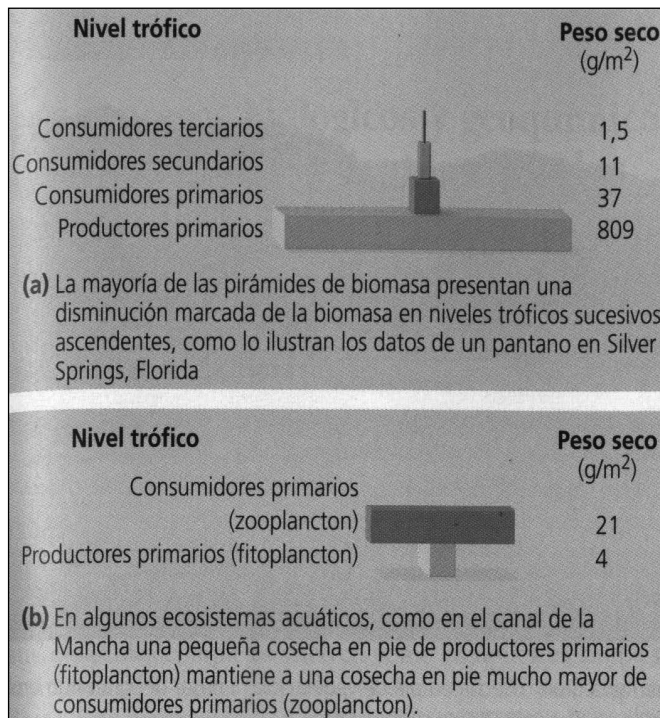 Nivel trófico Peso seco
(g/m²)
Consumidores terciarios 1,5
Consumidores secundarios 11
Consumidores primarios 37
Productores primarios 809
(a) La mayoría de las pirámides de biomasa presentan una
disminución marcada de la biomasa en niveles tróficos sucesivos
ascendentes, como lo ilustran los datos de un pantano en Silver
Springs, Florida
Nivel trófico Peso seco
(g/m²)
Consumidores primarios
(zooplancton) 21
Productores primarios (fitoplancton) 4
(b) En algunos ecosistemas acuáticos, como en el canal de la
Mancha una pequeña cosecha en pie de productores primarios
(fitoplancton) mantiene a una cosecha en pie mucho mayor de
consumidores primarios (zooplancton).